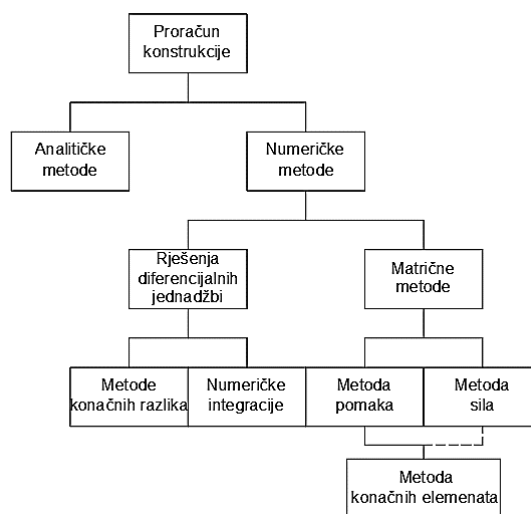 Proračun
konstrukcije
Analitičke
metode
Numeričke
metode
Rješenja
diferencijalnih
jednadžbi
Matrične
metode
Metode
konačnih razlika
Numeričke
integracije
Metoda
pomaka
Metoda
sila
Metoda
konačnih elemenata